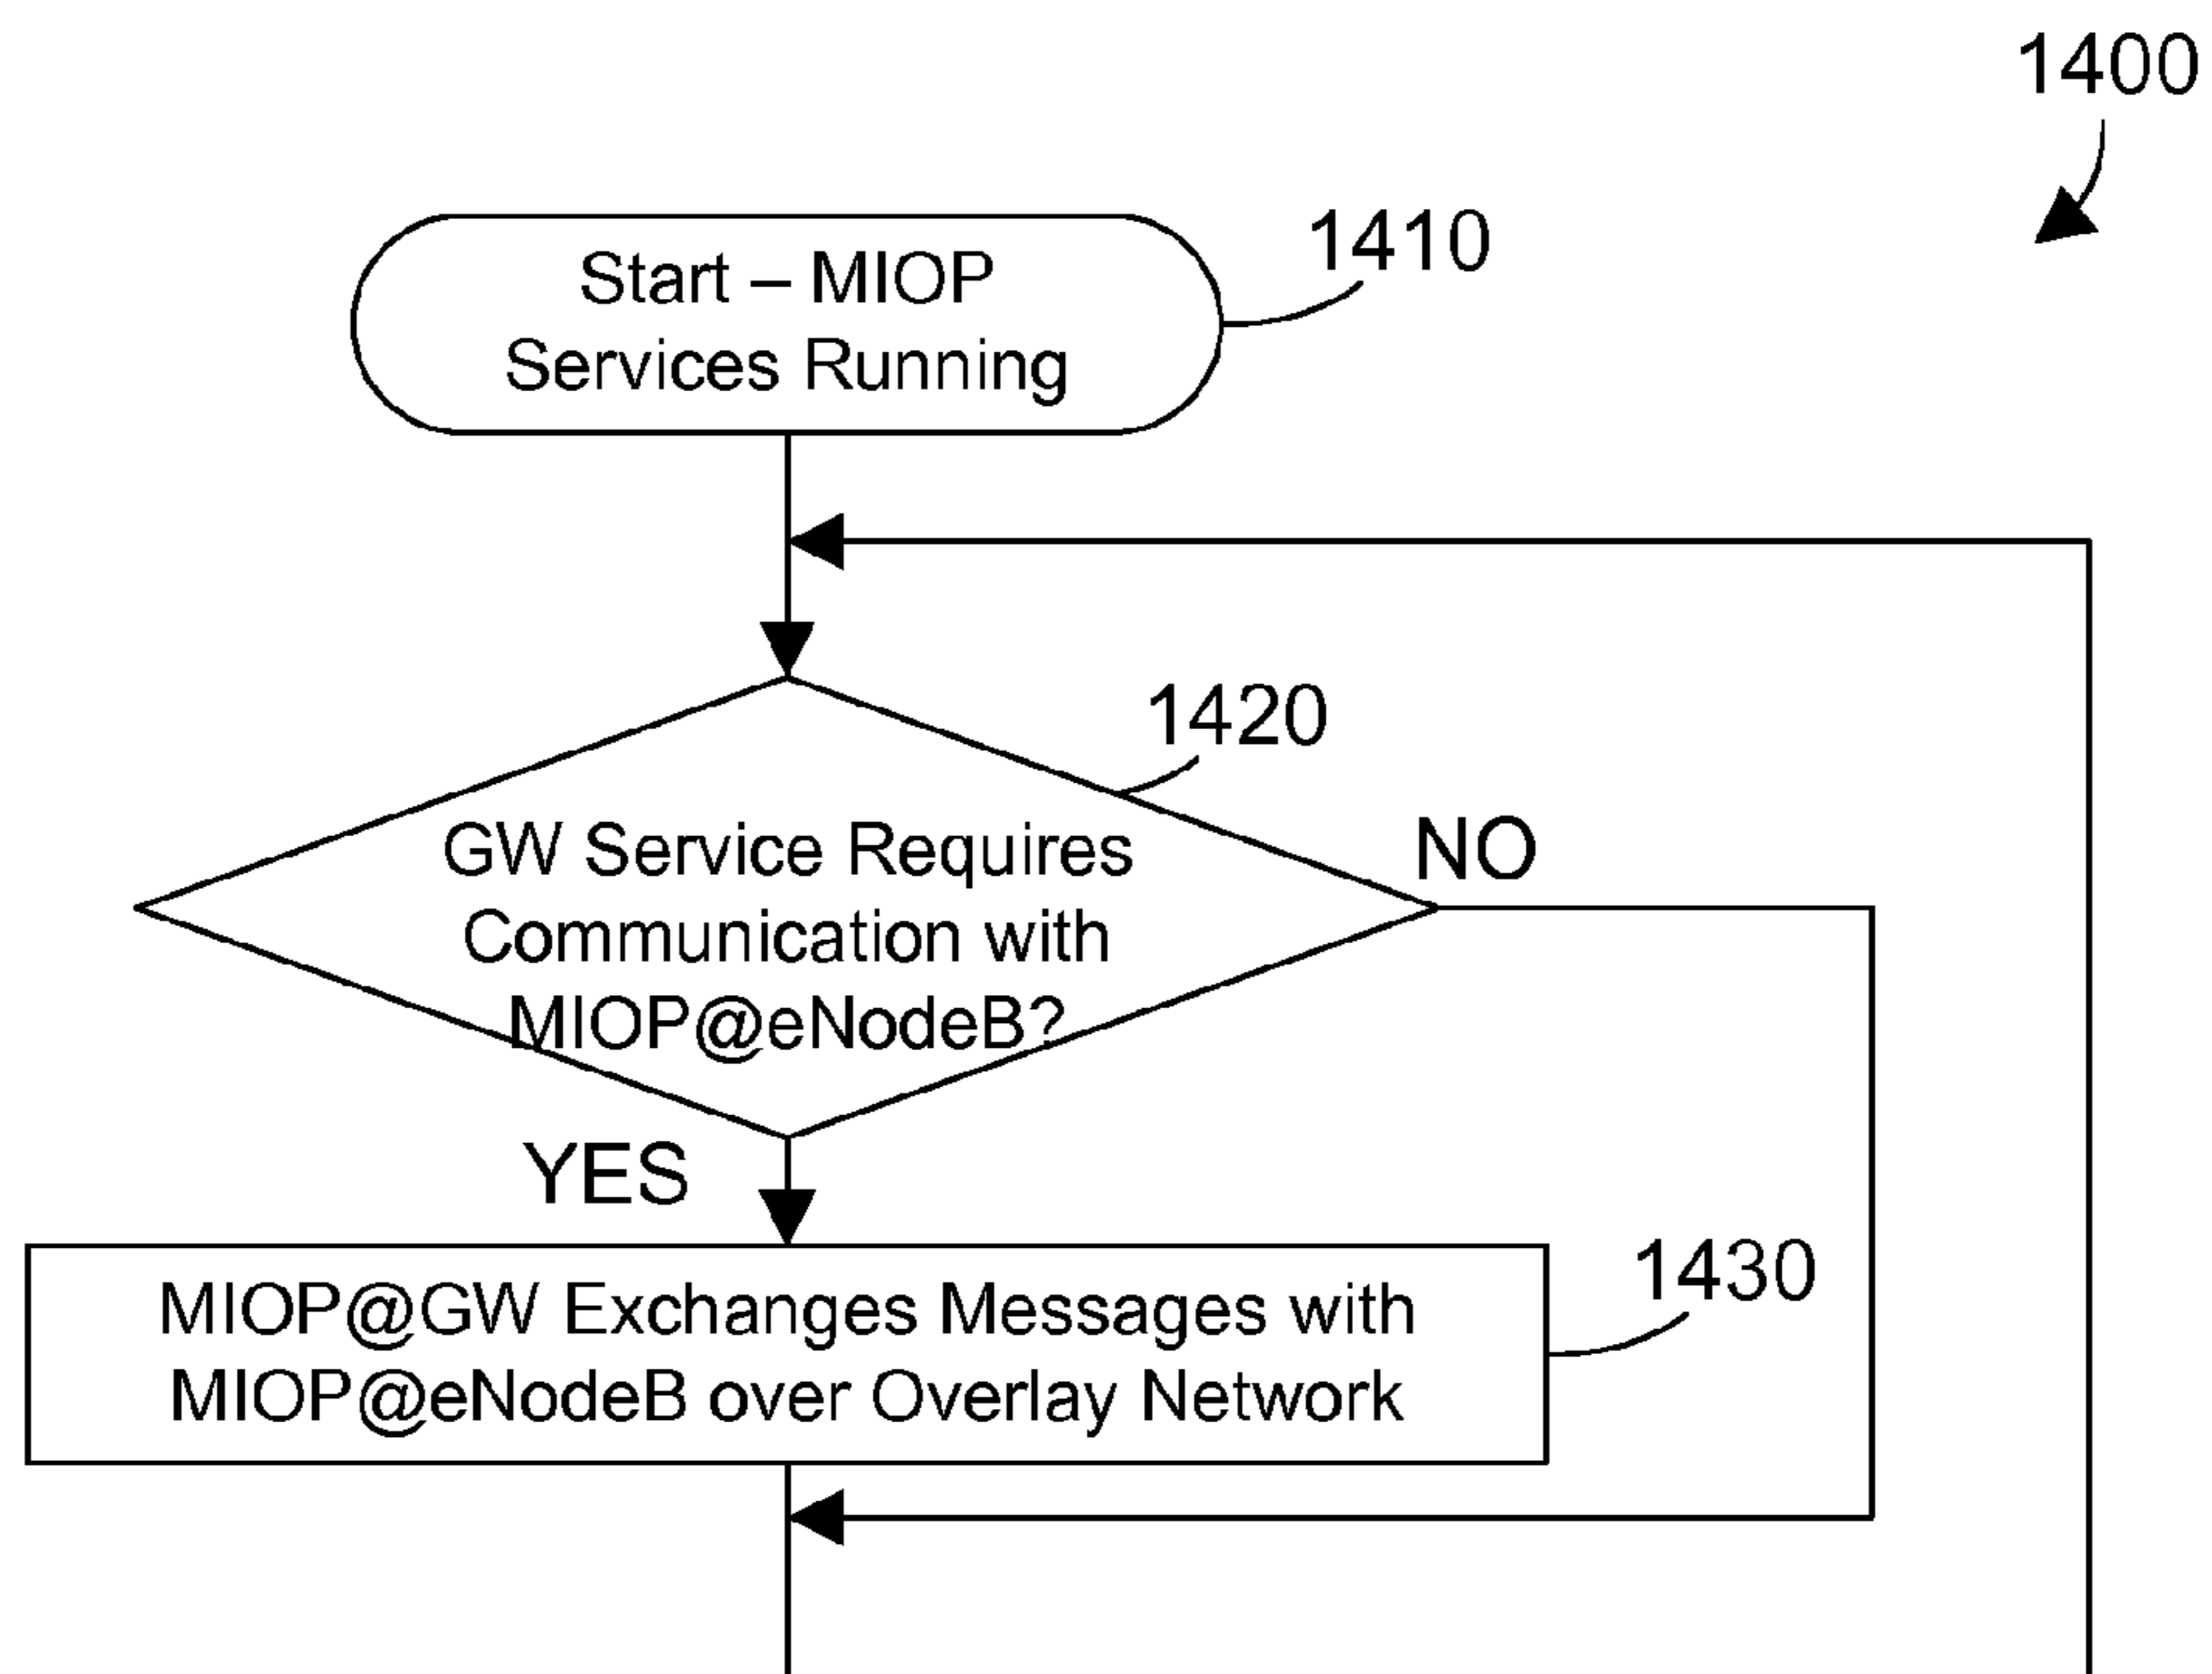 1400
Start – MIOP
Services Running
1410
1420
GW Service Requires
Communication with
MIOP@eNodeB?
NO
YES
MIOP@GW Exchanges Messages with
MIOP@eNodeB over Overlay Network
1430